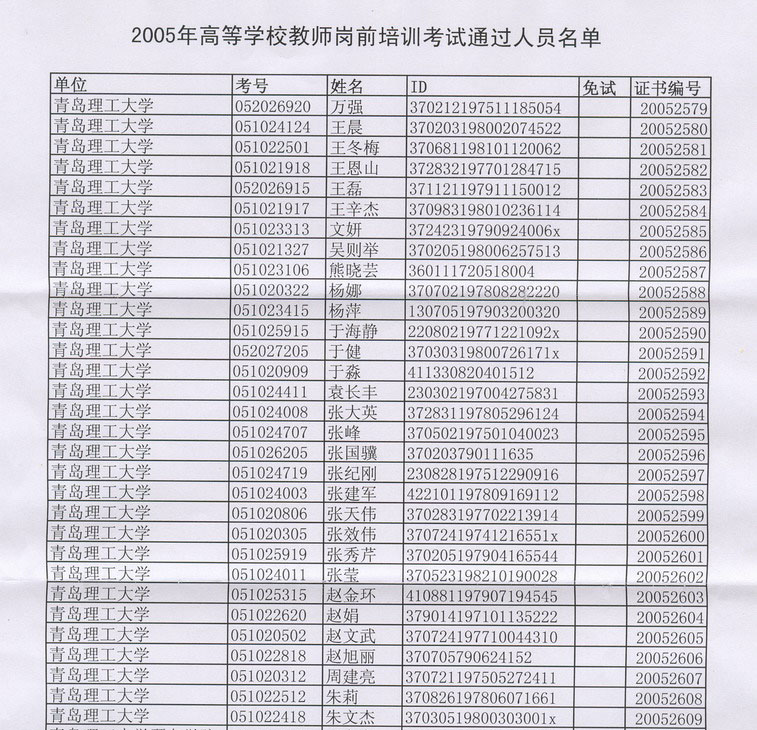 2005年高等学校教师岗前培训考试通过人员名单
单位 考号 姓名 ID 免试 证书编号
青岛理工大学 052026920 万强 370212197511185054 20052579
青岛理工大学 051024124 王晨 370203198002074522 20052580
青岛理工大学 051022501 王冬梅 370681198101120062 20052581
青岛理工大学 051021918 王恩山 372832197701284715 20052582
青岛理工大学 052026915 王磊 371121197911150012 20052583
青岛理工大学 051021917 王辛杰 370983198010236114 20052584
青岛理工大学 051023313 文妍 37242319790924006x 20052585
青岛理工大学 051021327 吴则举 370205198006257513 20052586
青岛理工大学 051023106 熊晓芸 360111720518004 20052587
青岛理工大学 051020322 杨娜 370702197808282220 20052588
青岛理工大学 051023415 杨萍 130705197903200320 20052589
青岛理工大学 051025915 于海静 22080219771221092x 20052590
青岛理工大学 052027205 于健 37030319800726171x 20052591
青岛理工大学 051020909 于淼 411330820401512 20052592
青岛理工大学 051024411 袁长丰 230302197004275831 20052593
青岛理工大学 051024008 张大英 372831197805296124 20052594
青岛理工大学 051024707 张峰 370502197501040023 20052595
青岛理工大学 051026205 张国骥 370203790111635 20052596
青岛理工大学 051024719 张纪刚 230828197512290916 20052597
青岛理工大学 051024003 张建军 422101197809169112 20052598
青岛理工大学 051020806 张天伟 370283197702213914 20052599
青岛理工大学 051020305 张效伟 37072419741216551x 20052600
青岛理工大学 051025919 张秀芹 370205197904165544 20052601
青岛理工大学 051024011 张莹 370523198210190028 20052602
青岛理工大学 051025315 赵金环 410881197907194545 20052603
青岛理工大学 051022620 赵娟 379014197101135222 20052604
青岛理工大学 051020502 赵文武 370724197710044310 20052605
青岛理工大学 051022818 赵旭丽 370705790624152 20052606
青岛理工大学 051020312 周建亮 370721197505272411 20052607
青岛理工大学 051022512 朱莉 370826197806071661 20052608
青岛理工大学 051022418 朱文杰 37030519800303001x 20052609